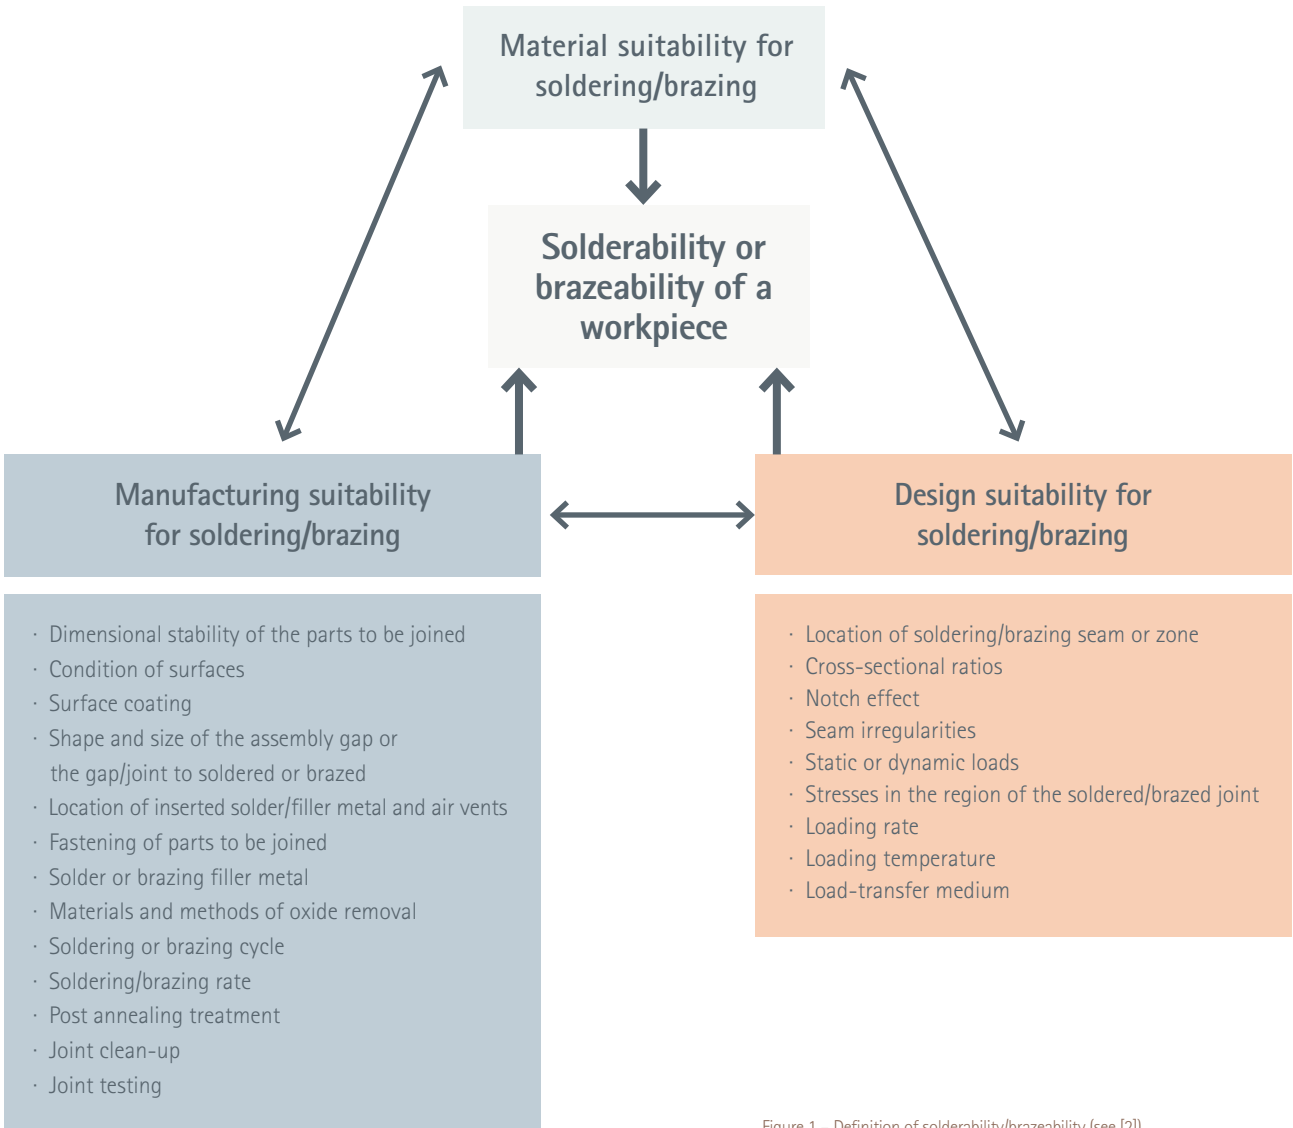 Material suitability for
soldering/brazing
Solderability or
brazeability of a
workpiece
Manufacturing suitability
for soldering/brazing
· Dimensional stability of the parts to be joined
· Condition of surfaces
· Surface coating
· Shape and size of the assembly gap or
the gap/joint to soldered or brazed
· Location of inserted solder/filler metal and air vents
· Fastening of parts to be joined
· Solder or brazing filler metal
· Materials and methods of oxide removal
· Soldering or brazing cycle
· Soldering/brazing rate
· Post annealing treatment
· Joint clean-up
· Joint testing
Design suitability for
soldering/brazing
· Location of soldering/brazing seam or zone
· Cross-sectional ratios
· Notch effect
· Seam irregularities
· Static or dynamic loads
· Stresses in the region of the soldered/brazed joint
· Loading rate
· Loading temperature
· Load-transfer medium
Figure 1 – Definition of solderability/brazeability (see [2])